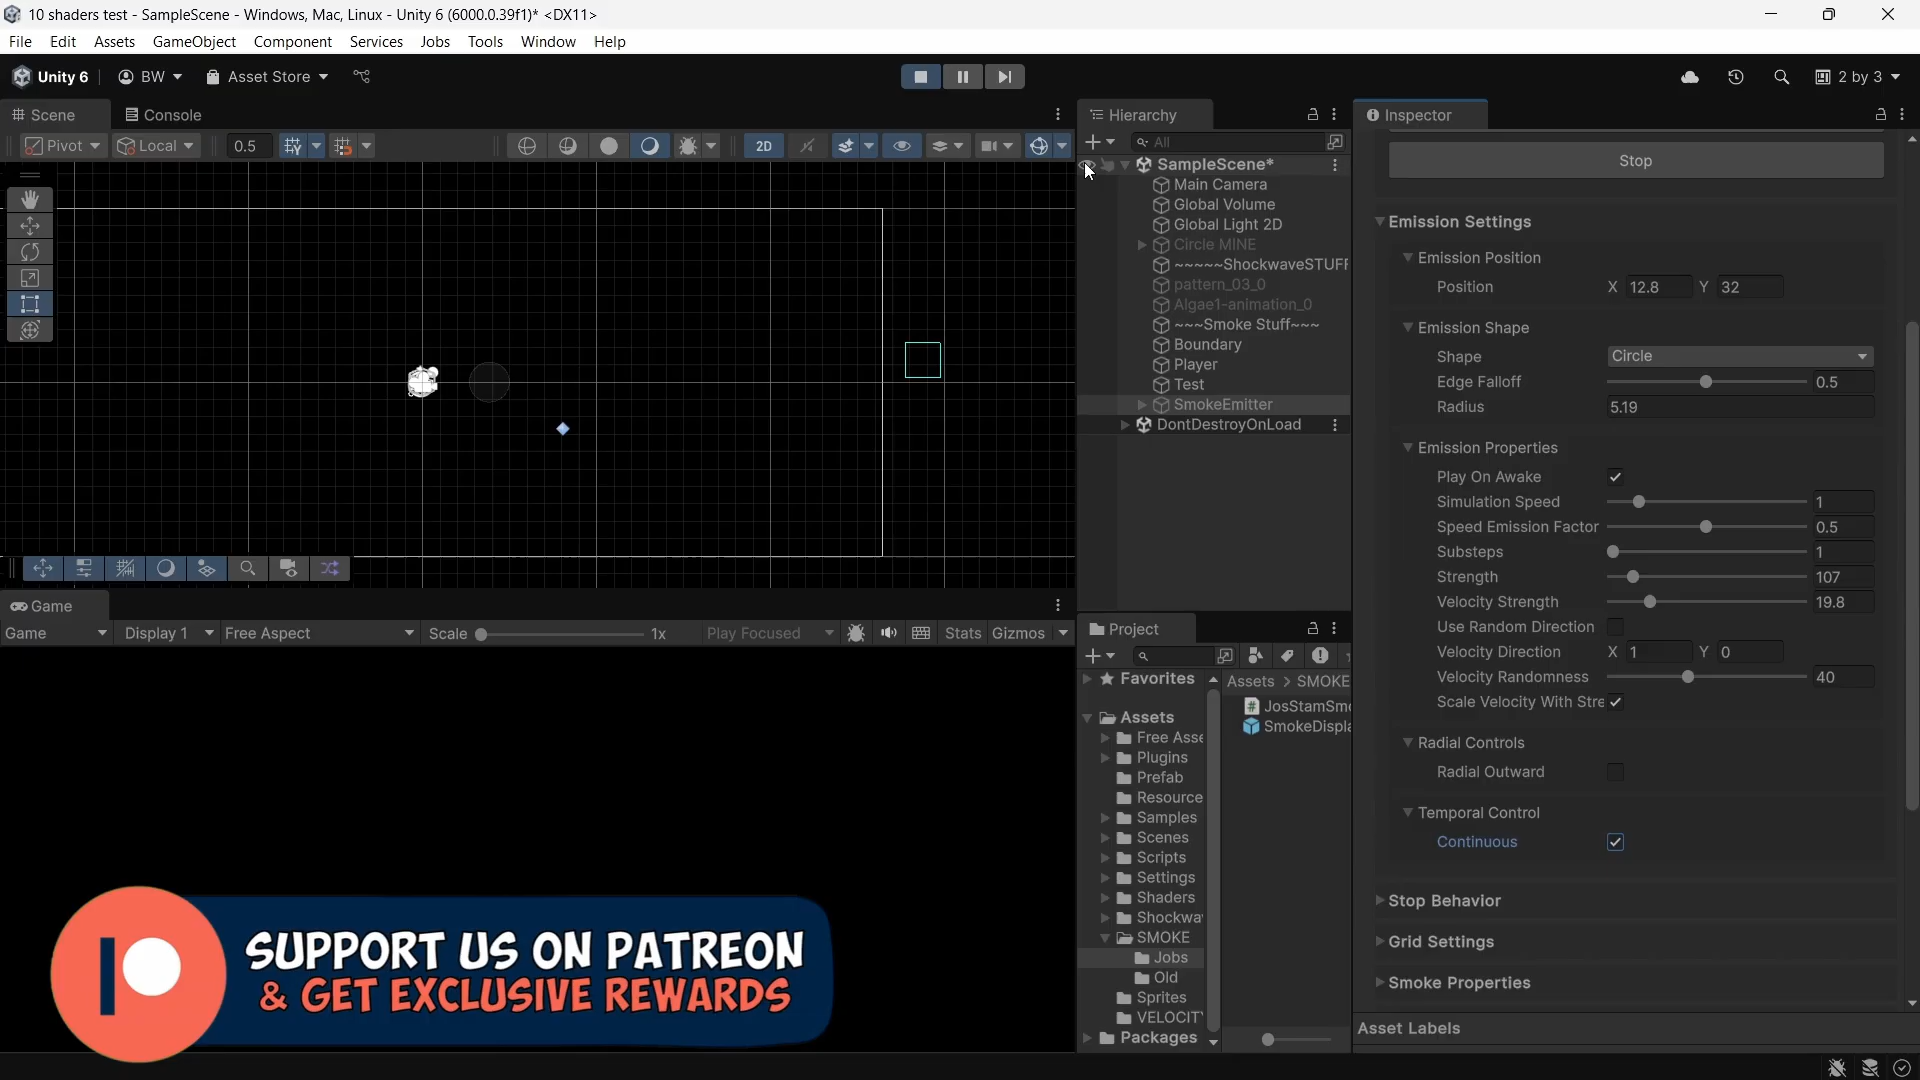 10 shaders test - SampleScene - Windows, Mac, Linux - Unity 6 (6000.0.39f1)* <DX11>
File Edit Assets GameObject Component Services Jobs Tools Window Help
Unity 6 BW Asset Store 2 by 3
Scene Console
Pivot Local 0.5 2D
Game
Game Display 1 Free Aspect Scale 1x Play Focused Stats Gizmos
SUPPORT US ON PATREON
& GET EXCLUSIVE REWARDS
Hierarchy
All
SampleScene*
Main Camera
Global Volume
Global Light 2D
Circle MINE
~~~~~ShockwaveSTUFF
pattern_03_0
Algae1-animation_0
~~~Smoke Stuff~~~
Boundary
Player
Test
SmokeEmitter
DontDestroyOnLoad
Project
Favorites
Assets
Free Asse
Plugins
Prefab
Resource
Samples
Scenes
Scripts
Settings
Shaders
Shockwa
SMOKE
Jobs
Old
Sprites
VELOCIT
Packages
Assets > SMOKE
JosStamSm
SmokeDispl
Inspector
Stop
Emission Settings
Emission Position
Position X 12.8 Y 32
Emission Shape
Shape Circle
Edge Falloff 0.5
Radius 5.19
Emission Properties
Play On Awake
Simulation Speed 1
Speed Emission Factor 0.5
Substeps 1
Strength 107
Velocity Strength 19.8
Use Random Direction
Velocity Direction X 1 Y 0
Velocity Randomness 40
Scale Velocity With Stre
Radial Controls
Radial Outward
Temporal Control
Continuous
Stop Behavior
Grid Settings
Smoke Properties
Asset Labels